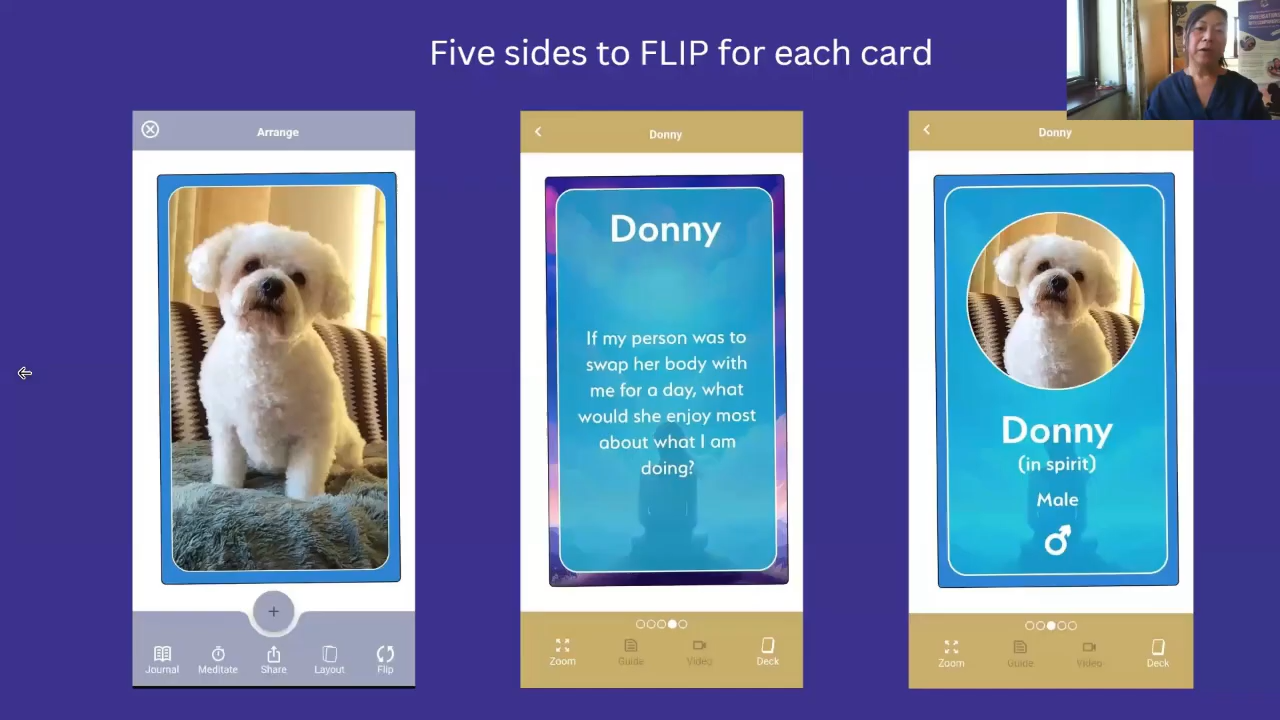 Five sides to FLIP for each card
Arrange
Journal
Meditate
Share
Layout
Flip
Donny
Donny
If my person was to
swap her body with
me for a day, what
would she enjoy most
about what I am
doing?
Zoom
Guide
Video
Deck
Donny
Donny
(in spirit)
Male
Zoom
Guide
Video
Deck